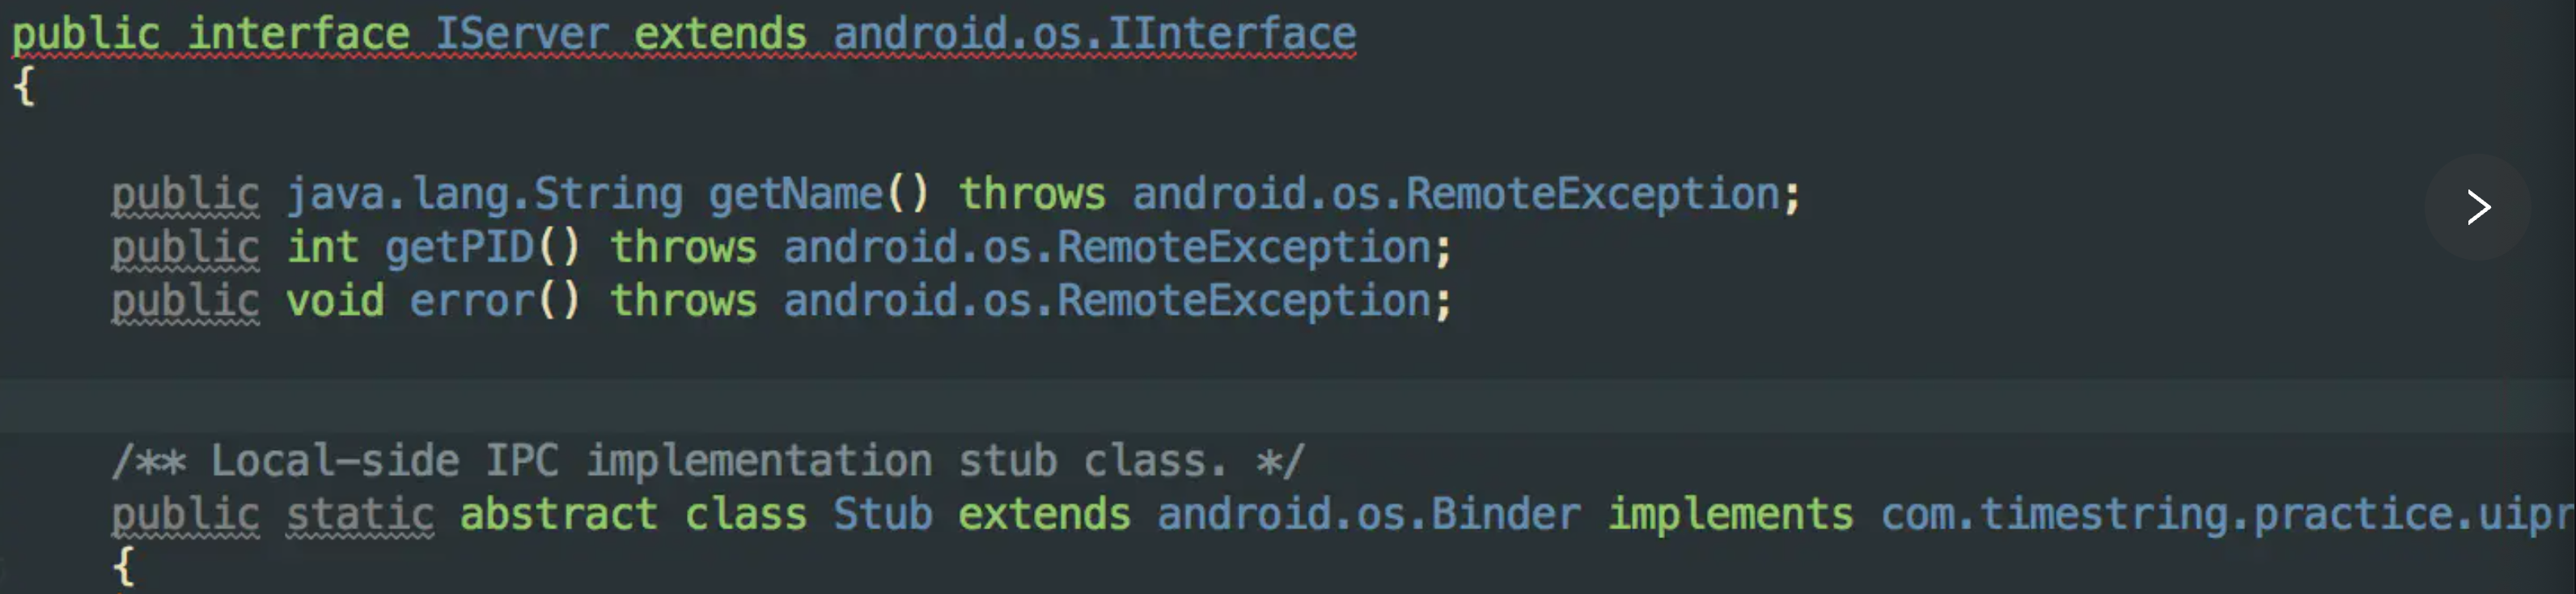 public interface IServer extends android.os.IInterface
{
public java.lang.String getName() throws android.os.RemoteException;
public int getPID() throws android.os.RemoteException;
public void error() throws android.os.RemoteException;
/** Local-side IPC implementation stub class. */
public static abstract class Stub extends android.os.Binder implements com.timestring.practice.uipr
{